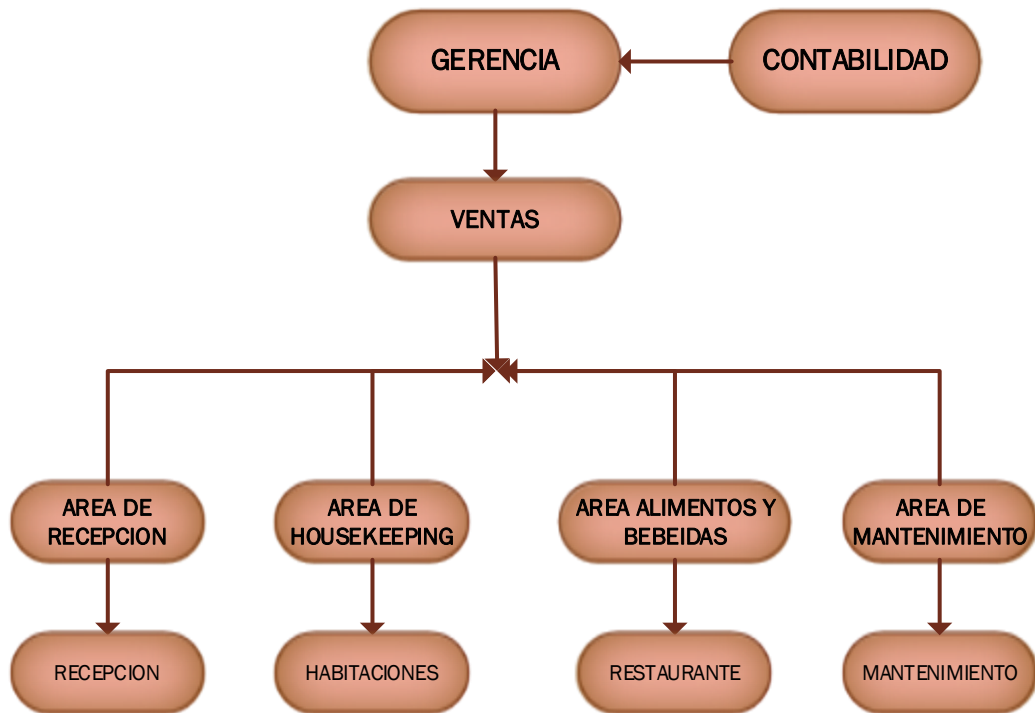 GERENCIA
CONTABILIDAD
VENTAS
AREA DE
RECEPCION
AREA DE
HOUSEKEEPING
AREA ALIMENTOS Y
BEBEIDAS
AREA DE
MANTENIMIENTO
RECEPCION
HABITACIONES
RESTAURANTE
MANTENIMIENTO